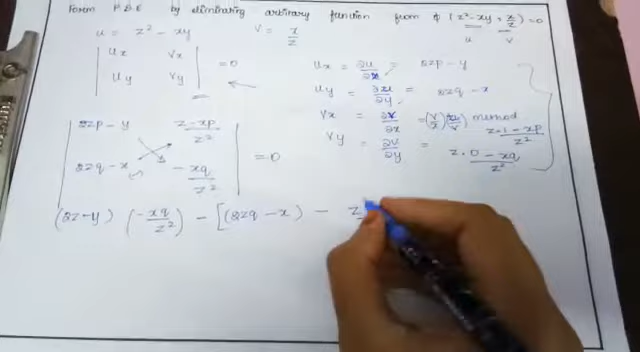 Form P.D.E by eliminating arbitrary function from φ (z² - xy, x/z) = 0
u v
u = z² - xy v = x/z
| ux vx |
| uy vy | = 0
ux = ∂u/∂x = 2zp - y
uy = ∂u/∂y = 2zq - x
vx = ∂v/∂x = (v/x)(u/v) method z·1 - xp/z²
vy = ∂v/∂y = z·0 - xq/z²
| 2zp - y z - xp/z² |
| 2zq - x - xq/z² | = 0
(2z - y) (-xq/z²) - [(2zq - x) - z